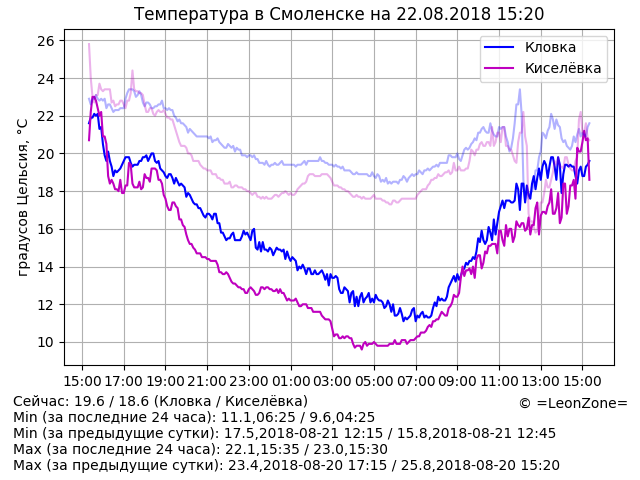 Температура в Смоленске на 22.08.2018 15:20
Кловка
Киселёвка
градусов Цельсия, °С
26
24
22
20
18
16
14
12
10
15:00 17:00 19:00 21:00 23:00 01:00 03:00 05:00 07:00 09:00 11:00 13:00 15:00
Сейчас: 19.6 / 18.6 (Кловка / Киселёвка)
© =LeonZone=
Min (за последние 24 часа): 11.1,06:25 / 9.6,04:25
Min (за предыдущие сутки): 17.5,2018-08-21 12:15 / 15.8,2018-08-21 12:45
Max (за последние 24 часа): 22.1,15:35 / 23.0,15:30
Max (за предыдущие сутки): 23.4,2018-08-20 17:15 / 25.8,2018-08-20 15:20